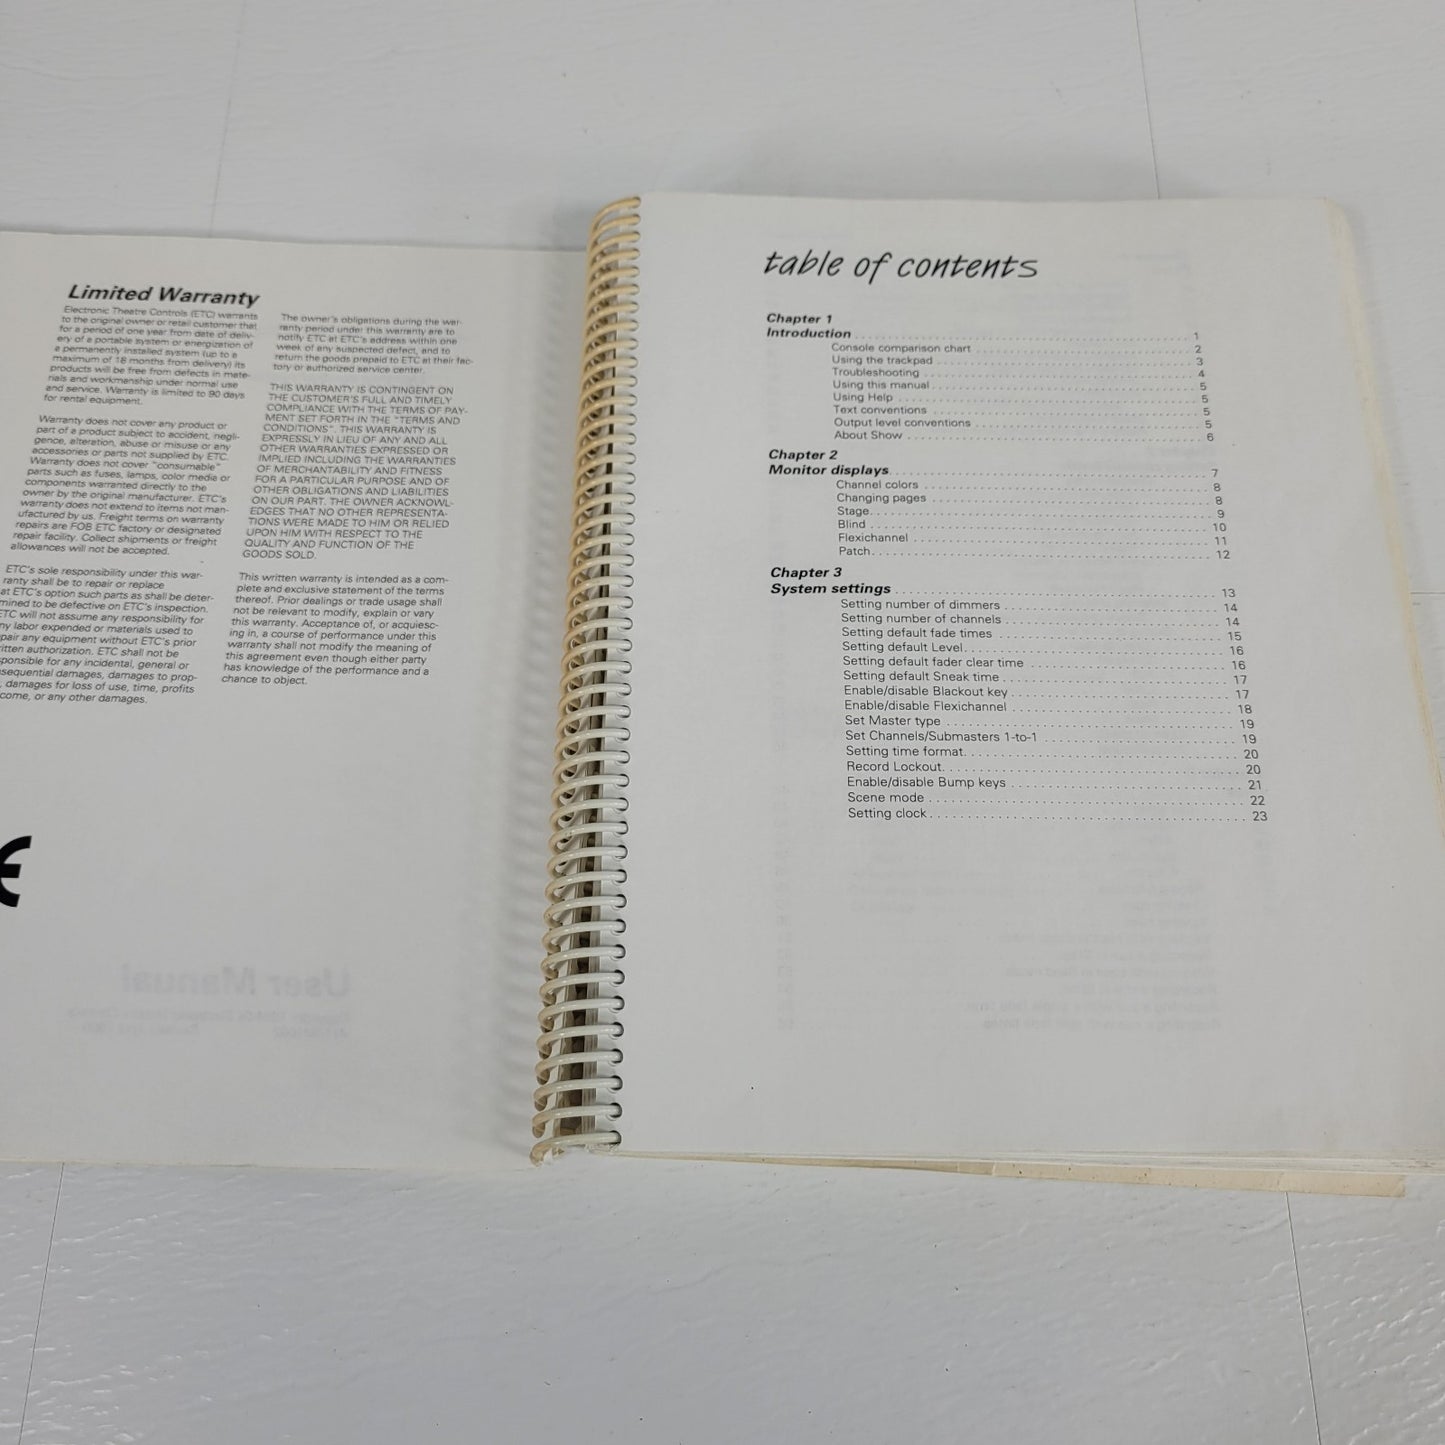 Limited Warranty
Electronic Theatre Controls (ETC) warrants
to the original owner or retail customer that
for a period of one year from date of deliv-
ery of a portable system or energization of
a permanently installed system (up to a
maximum of 18 months from delivery) its
products will be free from defects in mate-
rials and workmanship under normal use
and service. Warranty is limited to 90 days
for rental equipment.
Warranty does not cover any product or
part of a product subject to accident, negli-
gence, alteration, abuse or misuse or any
accessories or parts not supplied by ETC.
Warranty does not cover "consumable"
parts such as fuses, lamps, color media or
components warranted directly to the
owner by the original manufacturer. ETC's
warranty does not extend to items not man-
ufactured by us. Freight terms on warranty
repairs are FOB ETC factory or designated
repair facility. Collect shipments or freight
allowances will not be accepted.
ETC's sole responsibility under this war-
ranty shall be to repair or replace
at ETC's option such parts as shall be deter-
mined to be defective on ETC's inspection.
ETC will not assume any responsibility for
ny labor expended or materials used to
pair any equipment without ETC's prior
itten authorization. ETC shall not be
sponsible for any incidental, general or
sequential damages, damages to prop-
, damages for loss of use, time, profits
come, or any other damages.
The owner's obligations during the war-
ranty period under this warranty are to
notify ETC at ETC's address within one
week of any suspected defect, and to
return the goods prepaid to ETC at their fac-
tory or authorized service center.
THIS WARRANTY IS CONTINGENT ON
THE CUSTOMER'S FULL AND TIMELY
COMPLIANCE WITH THE TERMS OF PAY-
MENT SET FORTH IN THE "TERMS AND
CONDITIONS". THIS WARRANTY IS
EXPRESSLY IN LIEU OF ANY AND ALL
OTHER WARRANTIES EXPRESSED OR
IMPLIED INCLUDING THE WARRANTIES
OF MERCHANTABILITY AND FITNESS
FOR A PARTICULAR PURPOSE AND OF
OTHER OBLIGATIONS AND LIABILITIES
ON OUR PART. THE OWNER ACKNOWL-
EDGES THAT NO OTHER REPRESENTA-
TIONS WERE MADE TO HIM OR RELIED
UPON HIM WITH RESPECT TO THE
QUALITY AND FUNCTION OF THE
GOODS SOLD.
This written warranty is intended as a com-
plete and exclusive statement of the terms
thereof. Prior dealings or trade usage shall
not be relevant to modify, explain or vary
this warranty. Acceptance of, or acquiesc-
ing in, a course of performance under this
warranty shall not modify the meaning of
this agreement even though either party
has knowledge of the performance and a
chance to object.
table of contents
Chapter 1
Introduction 1
Console comparison chart 2
Using the trackpad 3
Troubleshooting 4
Using this manual 5
Using Help 5
Text conventions 5
Output level conventions 5
About Show 6
Chapter 2
Monitor displays 7
Channel colors 8
Changing pages 8
Stage 9
Blind 10
Flexichannel 11
Patch 12
Chapter 3
System settings 13
Setting number of dimmers 14
Setting number of channels 14
Setting default fade times 15
Setting default Level 16
Setting default fader clear time 16
Setting default Sneak time 17
Enable/disable Blackout key 17
Enable/disable Flexichannel 18
Set Master type 19
Set Channels/Submasters 1-to-1 19
Setting time format 20
Record Lockout 20
Enable/disable Bump keys 21
Scene mode 22
Setting clock 23